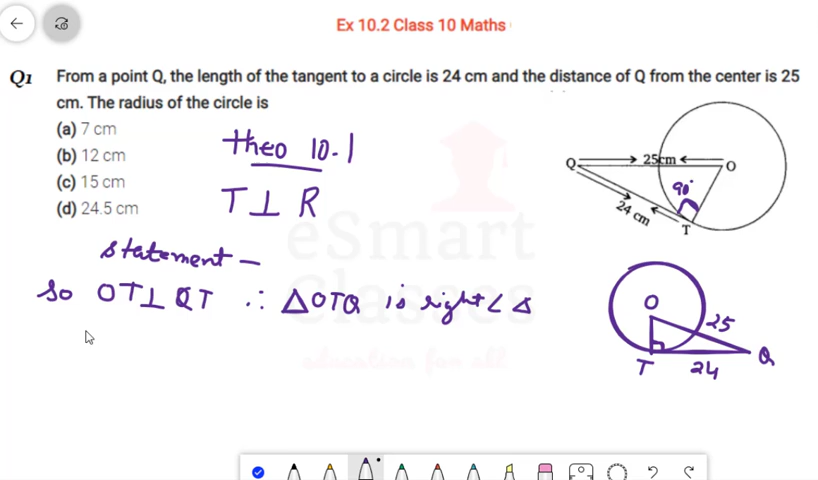 Ex 10.2 Class 10 Maths
Q1 From a point Q, the length of the tangent to a circle is 24 cm and the distance of Q from the center is 25
cm. The radius of the circle is
(a) 7 cm
(b) 12 cm
(c) 15 cm
(d) 24.5 cm
theo 10.1
T⊥ R
statement –
So OT⊥ QT ∴ △OTQ is right∠ △
Q 25cm O
90°
24 cm
T
O
25
T 24 Q
eSmart
Classes
education for all